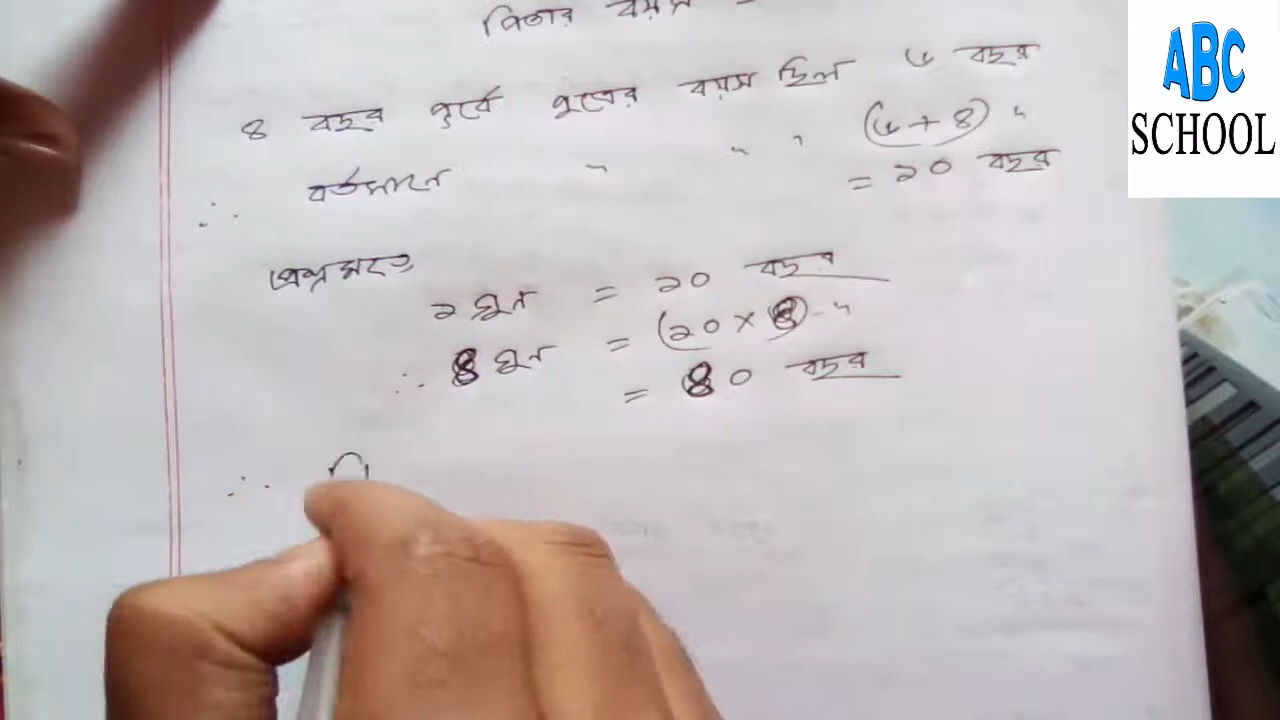 পিতার বয়স =
৪ বছর পূর্বে পুত্রের বয়স ছিল ৬ বছর
∴ বর্তমানে " " " (৬ + ৪) "
= ১০ বছর
প্রশ্নমতে
১ গুন = ১০ বছর
∴ ৪ গুন = (১০ × ৪) "
= ৪০ বছর
∴
ABC
SCHOOL